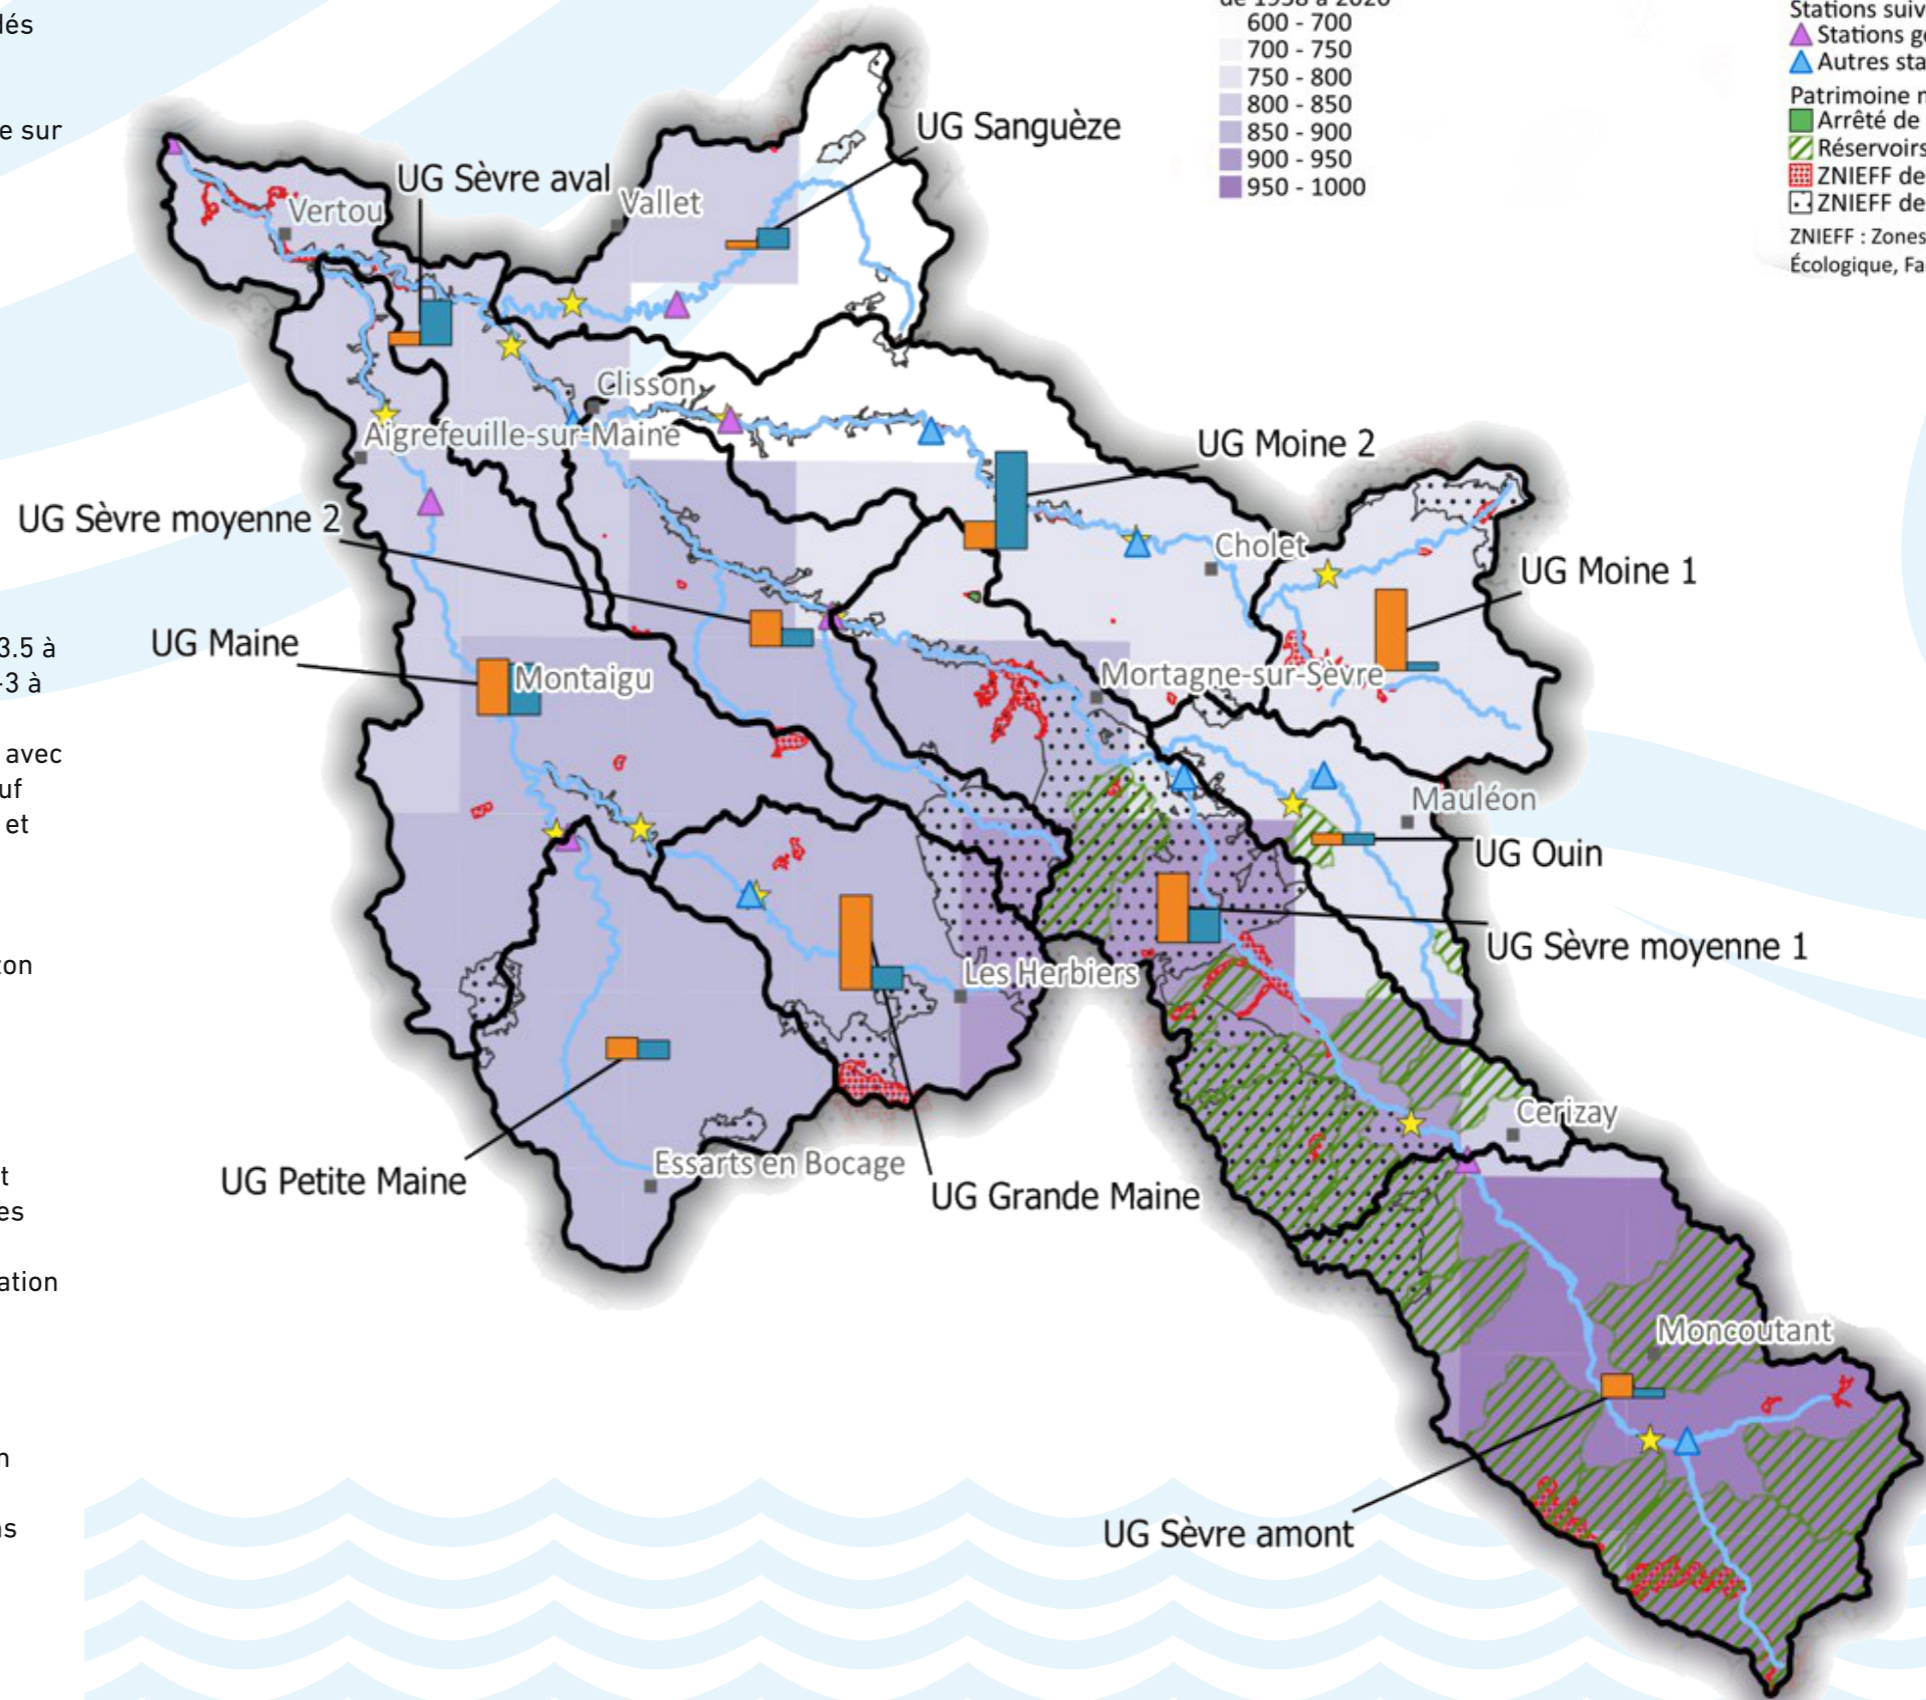 lés
e sur
3.5 à
-3 à
avec
uf
et
on
t
es
ation
n
ns
600 - 700
700 - 750
750 - 800
800 - 850
850 - 900
900 - 950
950 - 1000
Stations suiv
Stations g
Autres sta
Patrimoine n
Arrêté de
Réservoirs
ZNIEFF de
ZNIEFF de
ZNIEFF : Zones
Écologique, Fa
UG Sanguèze
UG Sèvre aval
Vallet
Vertou
Clisson
Aigrefeuille-sur-Maine
UG Moine 2
UG Sèvre moyenne 2
Cholet
UG Moine 1
UG Maine
Montaigu
Mortagne-sur-Sèvre
Mauléon
UG Ouin
UG Sèvre moyenne 1
Les Herbiers
Cerizay
Essarts en Bocage
UG Petite Maine
UG Grande Maine
Moncoutant
UG Sèvre amont